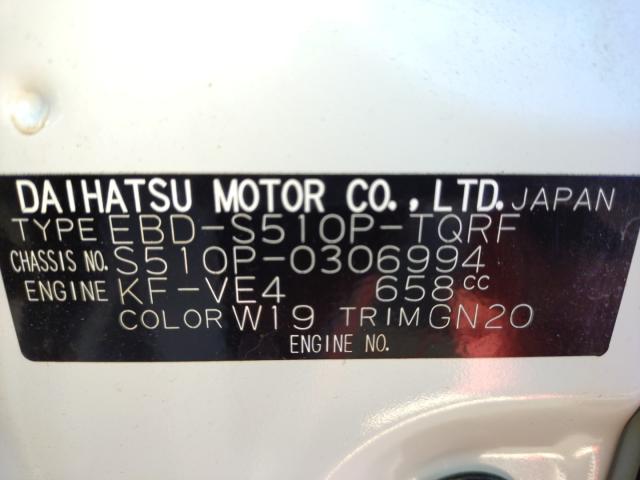 DAIHATSU MOTOR CO.,LTD. JAPAN
TYPE EBD-S510P-TQRF
CHASSIS NO. S510P-0306994
ENGINE KF-VE4 658cc
COLOR W19 TRIM GN20
ENGINE NO.